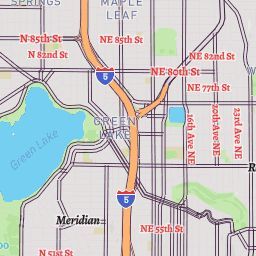 SPRINGS
MAPLE
LEAF
N 85th St
NE 85th St
N 82nd St
NE 82nd St
5
NE 80th St
NE 77th St
GREEN
LAKE
Green Lake
16th Ave NE
20th Ave NE
23rd Ave NE
R
5
Meridian
NE 55th St
N 51st St